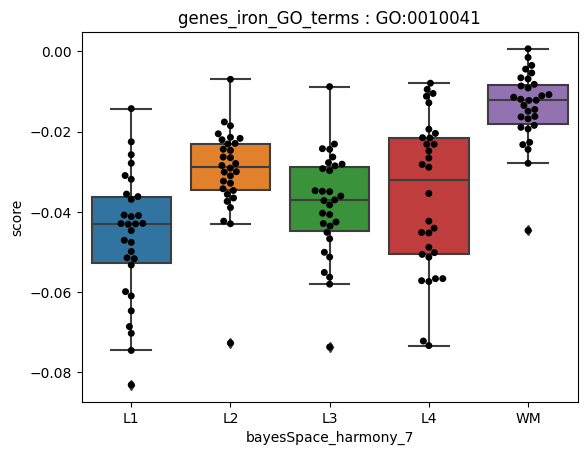 genes_iron_GO_terms : GO:0010041
0.00
−0.02
−0.04
−0.06
−0.08
score
L1 L2 L3 L4 WM
bayesSpace_harmony_7